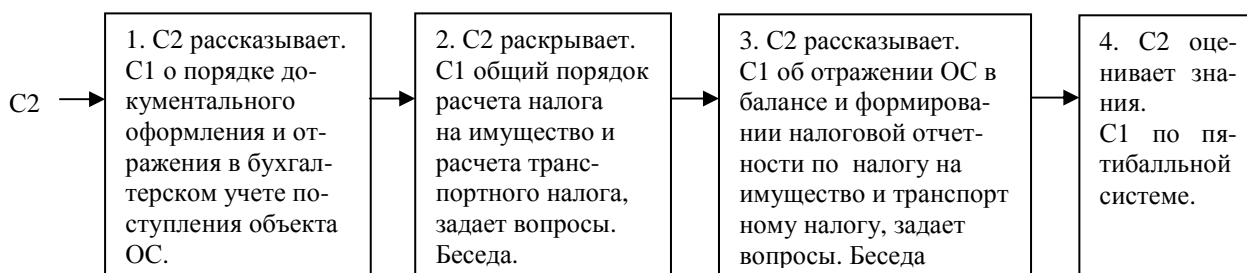 С2
1. С2 рассказывает.
С1 о порядке до-
кументального
оформления и от-
ражения в бухгал-
терском учете по-
ступления объекта
ОС.
2. С2 раскрывает.
С1 общий порядок
расчета налога
на имущество и
расчета транс-
портного налога,
задает вопросы.
Беседа.
3. С2 рассказывает.
С1 об отражении ОС в
балансе и формирова-
нии налоговой отчет-
ности по налогу на
имущество и транспорт
ному налогу, задает
вопросы. Беседа
4. С2 оце-
нивает зна-
ния.
С1 по пя-
тибалльной
системе.